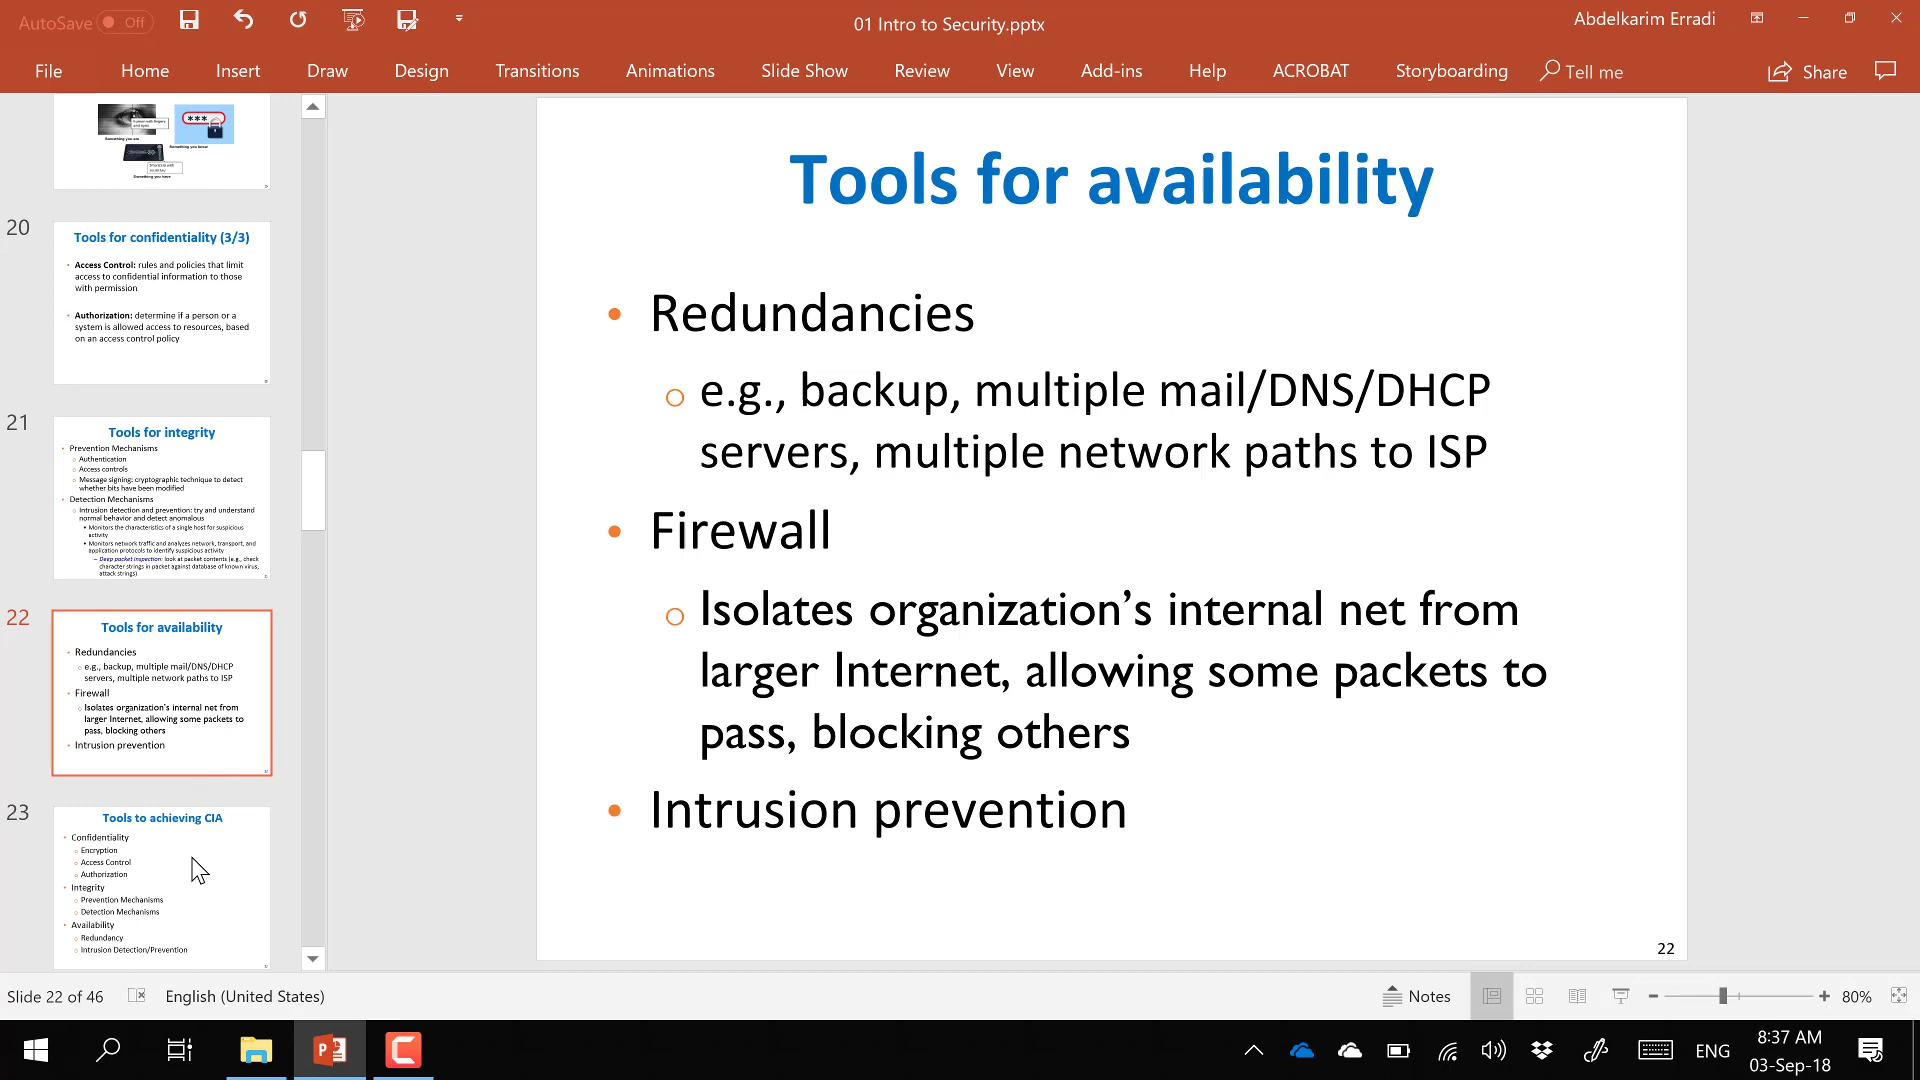 AutoSave Off
01 Intro to Security.pptx
Abdelkarim Erradi
File Home Insert Draw Design Transitions Animations Slide Show Review View Add-ins Help ACROBAT Storyboarding Tell me Share
***
Something you are
Something you know
Something you have
20
Tools for confidentiality (3/3)
• Access Control: rules and policies that limit
access to confidential information to those
with permission
• Authorization: determine if a person or a
system is allowed access to resources, based
on an access control policy
21
Tools for integrity
• Prevention Mechanisms
o Authentication
o Access controls
o Message signing: cryptographic technique to detect
whether bits have been modified
• Detection Mechanisms
o Intrusion detection and prevention: try and understand
normal behavior and detect anomalous
• Monitors the characteristics of a single host for suspicious
activity
• Monitors network traffic and analyzes network, transport, and
application protocols to identify suspicious activity
– Deep packet inspection: look at packet contents (e.g., check
character strings in packet against database of known virus,
attack strings)
22
Tools for availability
• Redundancies
o e.g., backup, multiple mail/DNS/DHCP
servers, multiple network paths to ISP
• Firewall
o Isolates organization's internal net from
larger Internet, allowing some packets to
pass, blocking others
• Intrusion prevention
23
Tools to achieving CIA
• Confidentiality
o Encryption
o Access Control
o Authorization
• Integrity
o Prevention Mechanisms
o Detection Mechanisms
• Availability
o Redundancy
o Intrusion Detection/Prevention
Tools for availability
• Redundancies
o e.g., backup, multiple mail/DNS/DHCP
servers, multiple network paths to ISP
• Firewall
o Isolates organization’s internal net from
larger Internet, allowing some packets to
pass, blocking others
• Intrusion prevention
22
Slide 22 of 46 English (United States) Notes 80%
ENG
8:37 AM
03-Sep-18